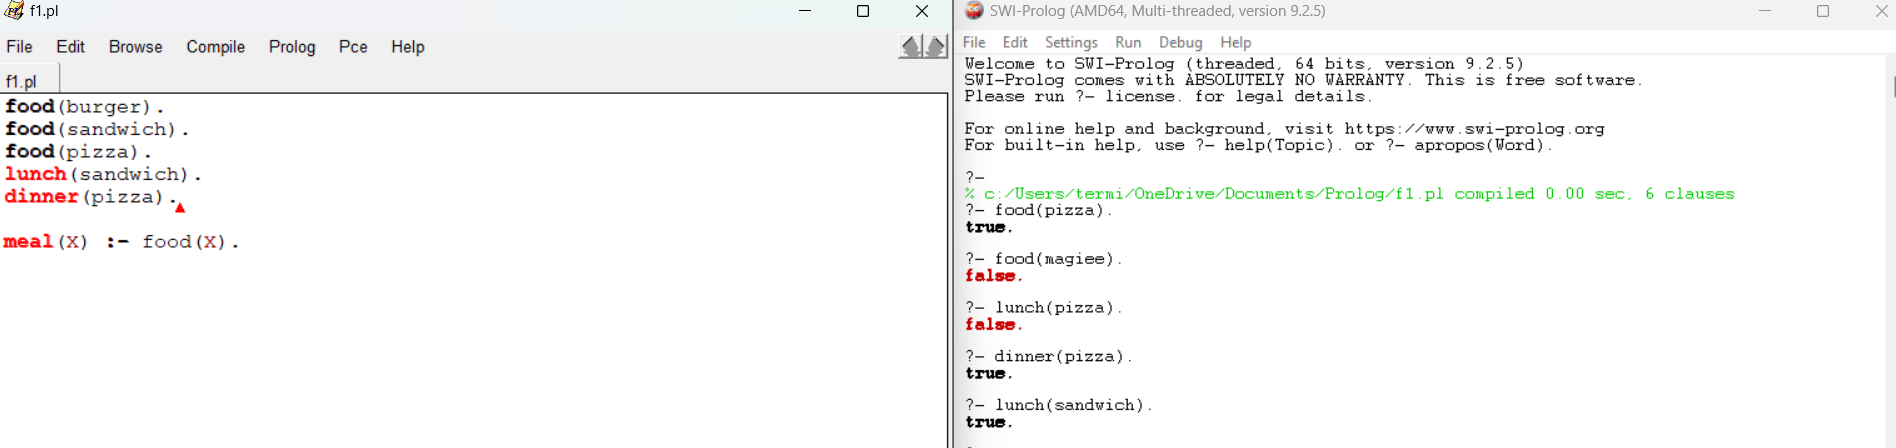 f1.pl
File Edit Browse Compile Prolog Pce Help
f1.pl
food(burger).
food(sandwich).
food(pizza).
lunch(sandwich).
dinner(pizza).
meal(X) :- food(X).
SWI-Prolog (AMD64, Multi-threaded, version 9.2.5)
File Edit Settings Run Debug Help
Welcome to SWI-Prolog (threaded, 64 bits, version 9.2.5)
SWI-Prolog comes with ABSOLUTELY NO WARRANTY. This is free software.
Please run ?- license. for legal details.
For online help and background, visit https://www.swi-prolog.org
For built-in help, use ?- help(Topic). or ?- apropos(Word).
?-
% c:/Users/termi/OneDrive/Documents/Prolog/f1.pl compiled 0.00 sec, 6 clauses
?- food(pizza).
true.
?- food(magiee).
false.
?- lunch(pizza).
false.
?- dinner(pizza).
true.
?- lunch(sandwich).
true.